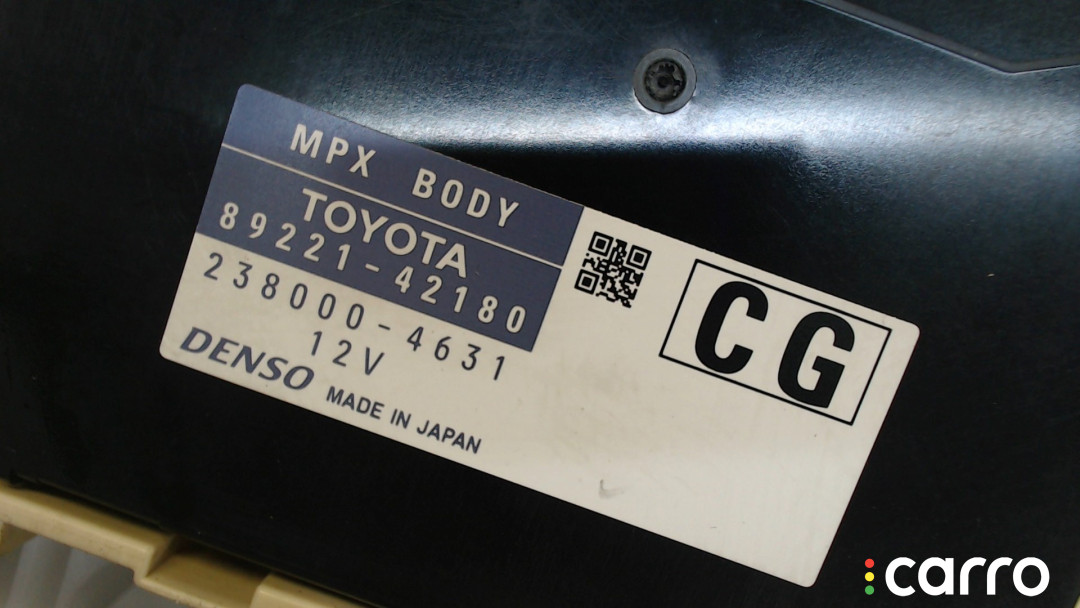 MPX BODY
TOYOTA
89221-42180
238000-4631
12V
DENSO MADE IN JAPAN
CG
carro